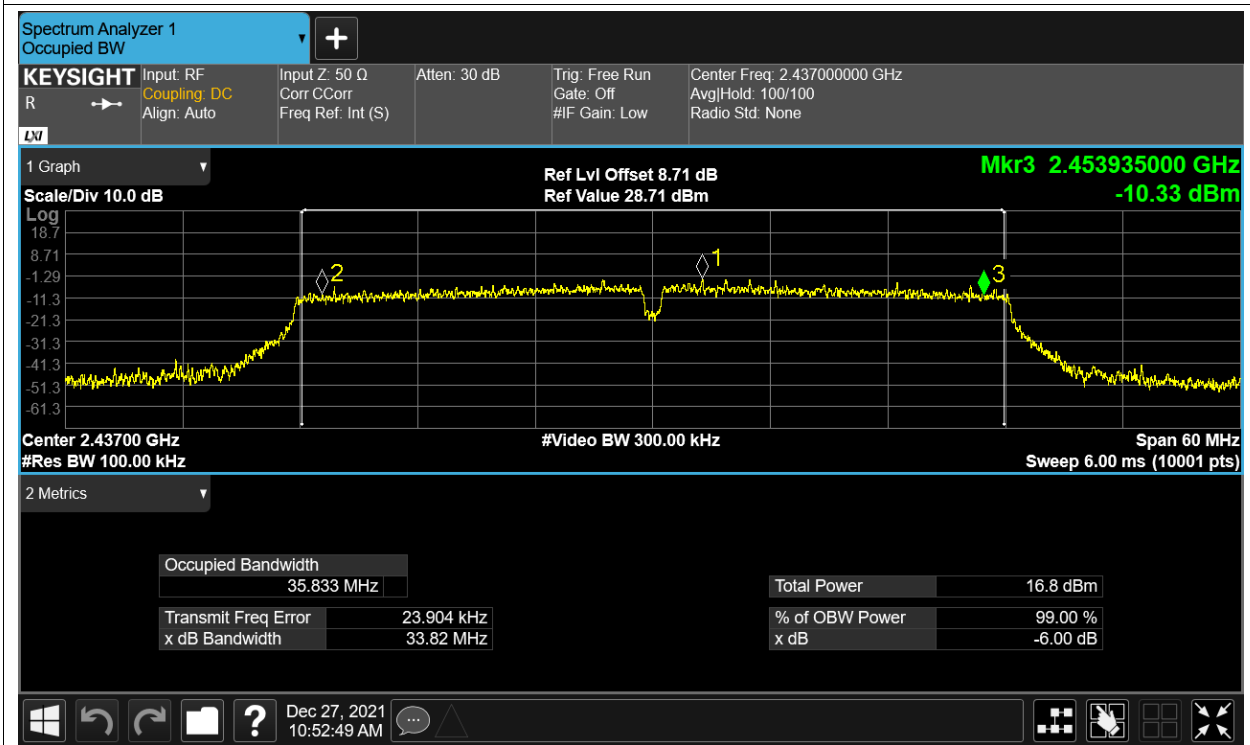 Spectrum Analyzer 1
Occupied BW
KEYSIGHT
R
LXI
Input: RF
Coupling: DC
Align: Auto
Input Z: 50 Ω
Corr CCorr
Freq Ref: Int (S)
Atten: 30 dB
Trig: Free Run
Gate: Off
#IF Gain: Low
Center Freq: 2.437000000 GHz
Avg|Hold: 100/100
Radio Std: None
1 Graph
Scale/Div 10.0 dB
Ref Lvl Offset 8.71 dB
Ref Value 28.71 dBm
Mkr3 2.453935000 GHz
-10.33 dBm
Log
18.7
8.71
-1.29
-11.3
-21.3
-31.3
-41.3
-51.3
-61.3
2
1
3
Center 2.43700 GHz
#Video BW 300.00 kHz
Span 60 MHz
#Res BW 100.00 kHz
Sweep 6.00 ms (10001 pts)
2 Metrics
Occupied Bandwidth
35.833 MHz
Total Power 16.8 dBm
Transmit Freq Error 23.904 kHz
% of OBW Power 99.00 %
x dB Bandwidth 33.82 MHz
x dB -6.00 dB
?
Dec 27, 2021
10:52:49 AM